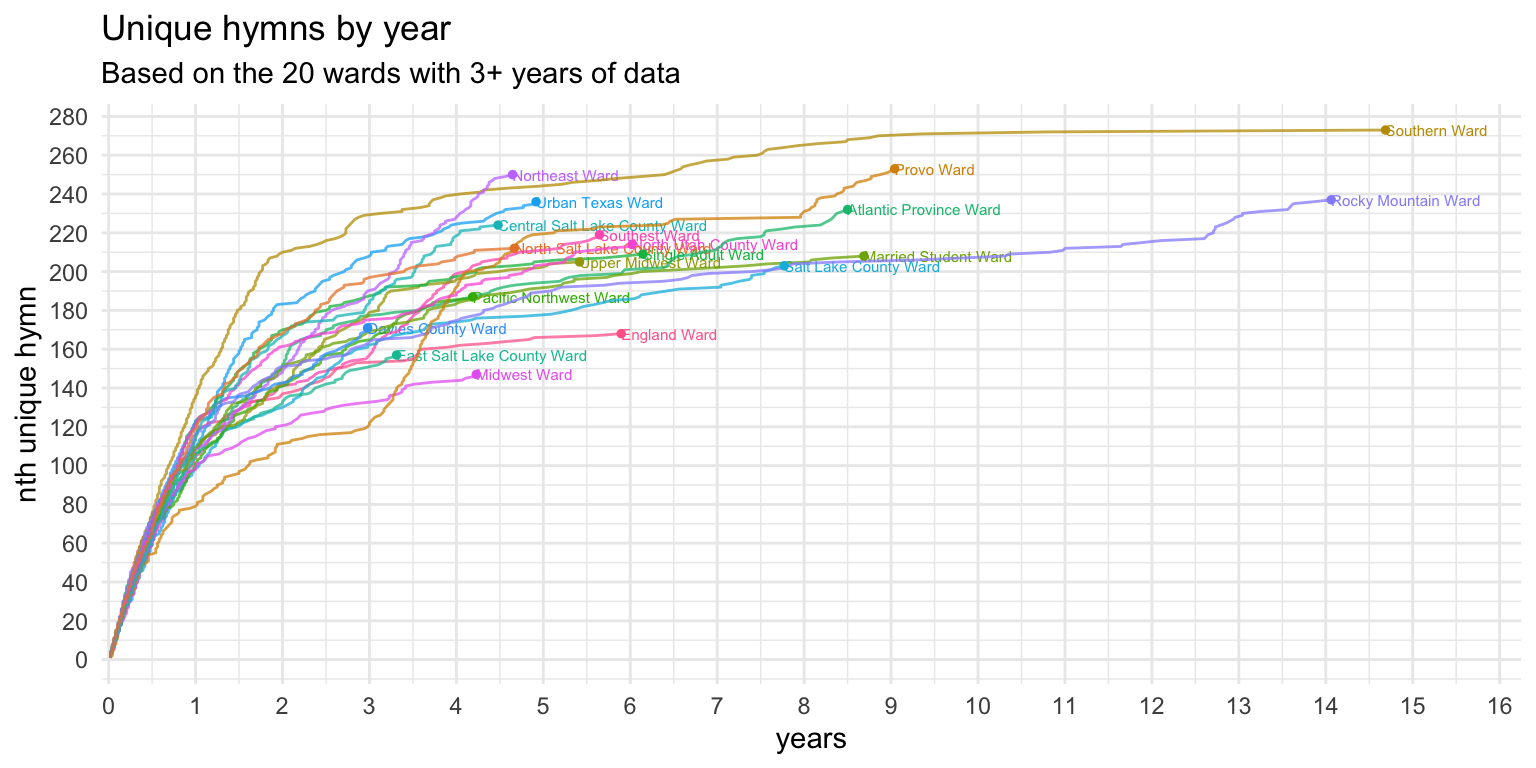 Unique hymns by year
Based on the 20 wards with 3+ years of data
nth unique hymn
280
260
240
220
200
180
160
140
120
100
80
60
40
20
0
Southern Ward
Provo Ward
Northeast Ward
Urban Texas Ward
Rocky Mountain Ward
Atlantic Province Ward
Central Salt Lake County Ward
Southest Ward
North Utah County Ward
North Salt Lake County Ward
Single Adult Ward
Married Student Ward
Upper Midwest Ward
Salt Lake County Ward
Pacific Northwest Ward
Davies County Ward
England Ward
East Salt Lake County Ward
Midwest Ward
0 1 2 3 4 5 6 7 8 9 10 11 12 13 14 15 16
years